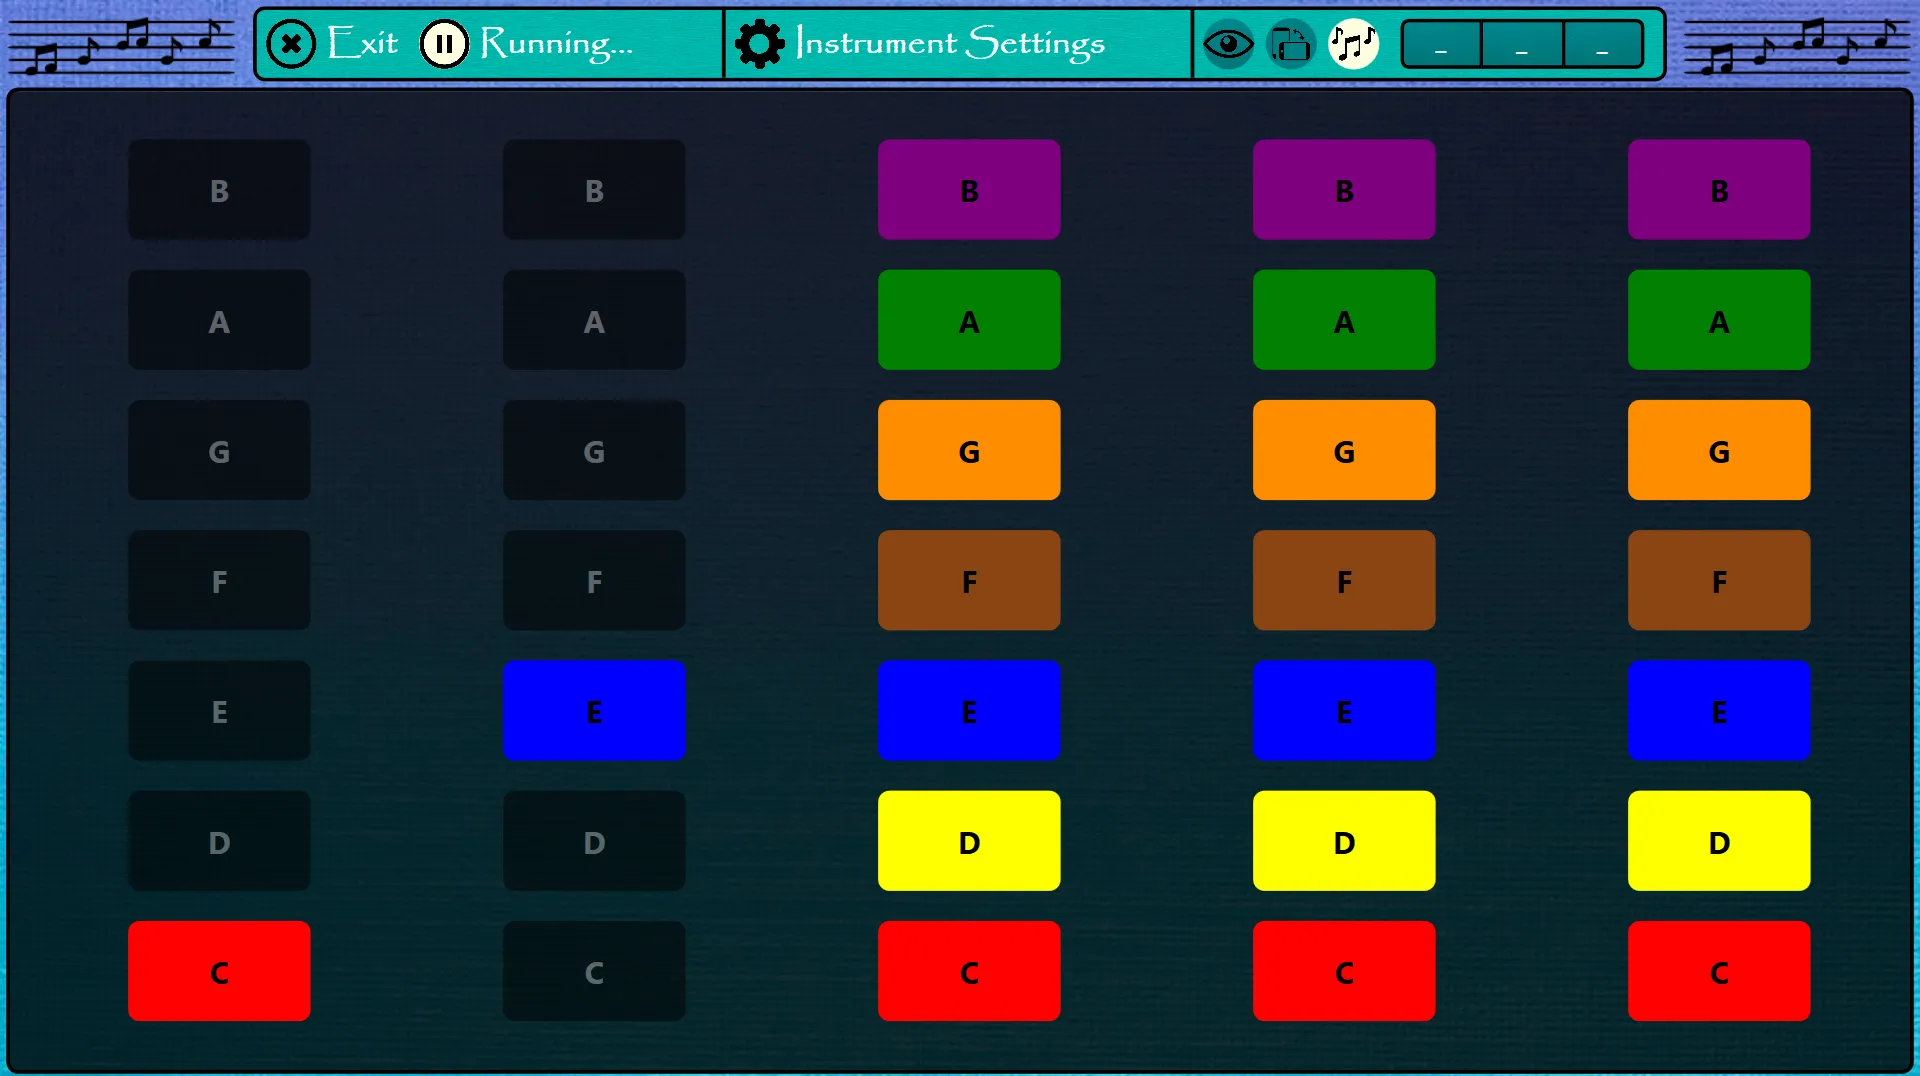 Exit Running... Instrument Settings _ _ _
B B B B B
A A A A A
G G G G G
F F F F F
E E E E E
D D D D D
C C C C C